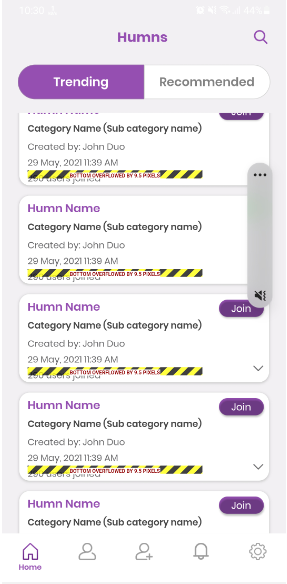 10:30
44%
Humns
Trending
Recommended
Humn Name
Join
Category Name (Sub category name)
Created by: John Duo
29 May, 2021 11:39 AM
BOTTOM OVERFLOWED BY 9.5 PIXELS
290 users joined
Humn Name
Category Name (Sub category name)
Created by: John Duo
29 May, 2021 11:39 AM
BOTTOM OVERFLOWED BY 9.5 PIXELS
290 users joined
Humn Name
Join
Category Name (Sub category name)
Created by: John Duo
29 May, 2021 11:39 AM
BOTTOM OVERFLOWED BY 9.5 PIXELS
290 users joined
Humn Name
Join
Category Name (Sub category name)
Created by: John Duo
29 May, 2021 11:39 AM
BOTTOM OVERFLOWED BY 9.5 PIXELS
290 users joined
Humn Name
Join
Category Name (Sub category name)
Home